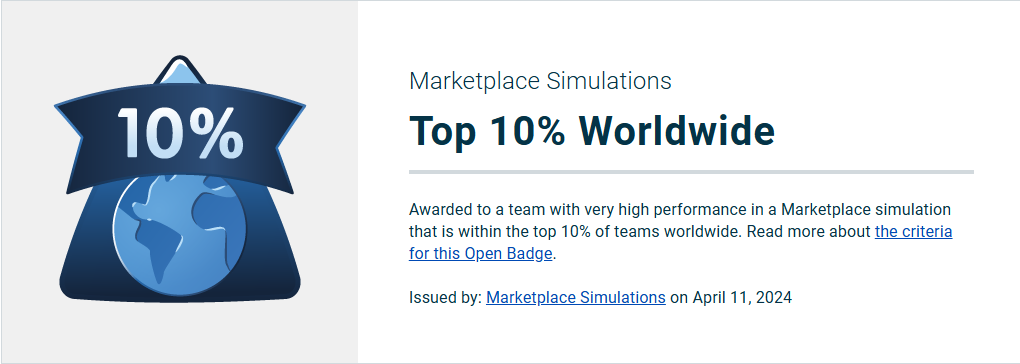 10%
Marketplace Simulations
Top 10% Worldwide
Awarded to a team with very high performance in a Marketplace simulation
that is within the top 10% of teams worldwide. Read more about the criteria
for this Open Badge.
Issued by: Marketplace Simulations on April 11, 2024